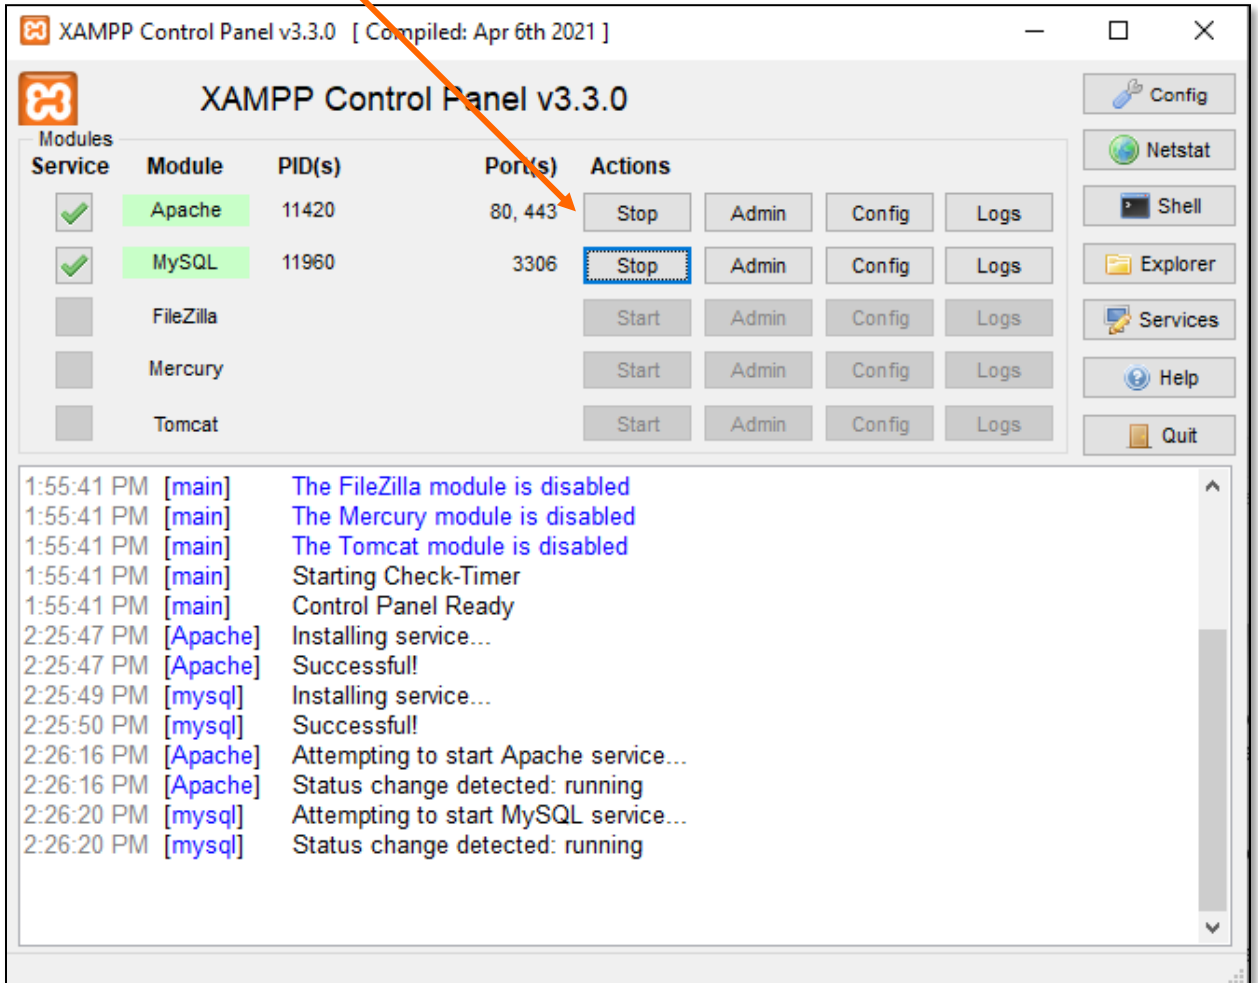 XAMPP Control Panel v3.3.0 [ Compiled: Apr 6th 2021 ]
XAMPP Control Panel v3.3.0
Config
Modules
Service Module PID(s) Port(s) Actions
Netstat
Apache 11420 80, 443 Stop Admin Config Logs
Shell
MySQL 11960 3306 Stop Admin Config Logs
Explorer
FileZilla Start Admin Config Logs
Services
Mercury Start Admin Config Logs
Help
Tomcat Start Admin Config Logs
Quit
1:55:41 PM [main] The FileZilla module is disabled
1:55:41 PM [main] The Mercury module is disabled
1:55:41 PM [main] The Tomcat module is disabled
1:55:41 PM [main] Starting Check-Timer
1:55:41 PM [main] Control Panel Ready
2:25:47 PM [Apache] Installing service...
2:25:47 PM [Apache] Successful!
2:25:49 PM [mysql] Installing service...
2:25:50 PM [mysql] Successful!
2:26:16 PM [Apache] Attempting to start Apache service...
2:26:16 PM [Apache] Status change detected: running
2:26:20 PM [mysql] Attempting to start MySQL service...
2:26:20 PM [mysql] Status change detected: running